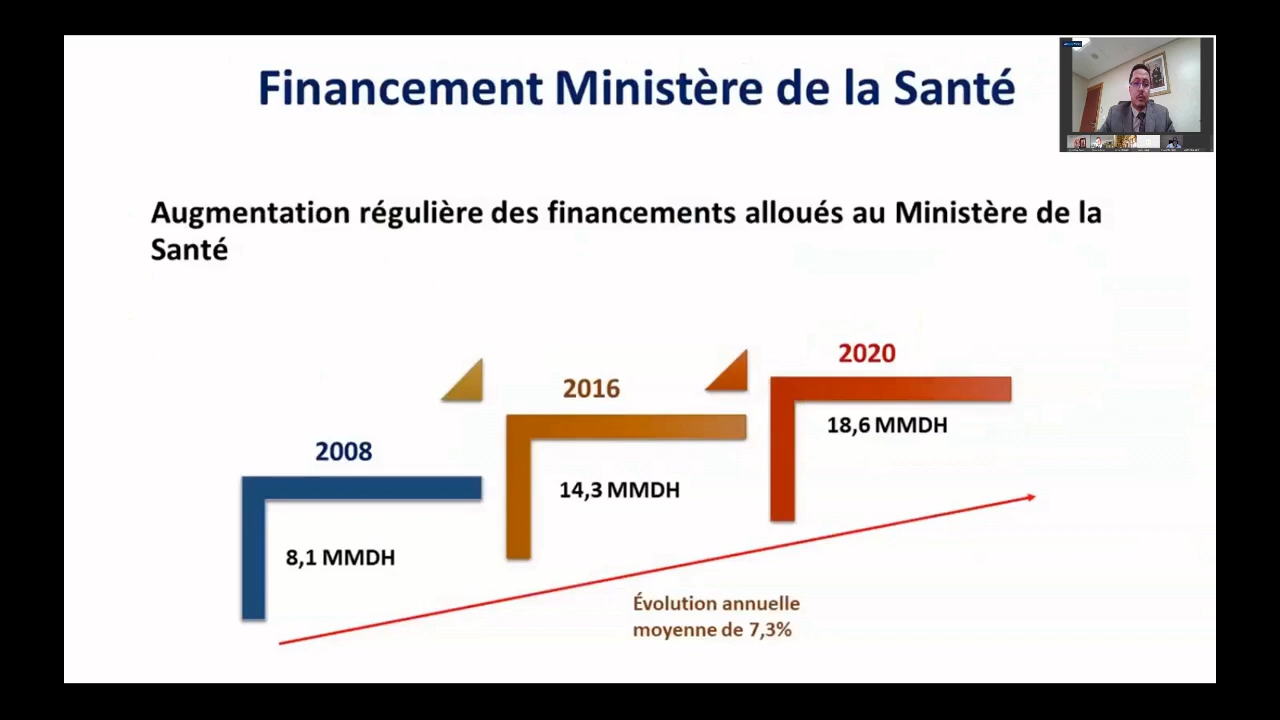 Financement Ministère de la Santé
Augmentation régulière des financements alloués au Ministère de la
Santé
2008
8,1 MMDH
2016
14,3 MMDH
2020
18,6 MMDH
Évolution annuelle
moyenne de 7,3%